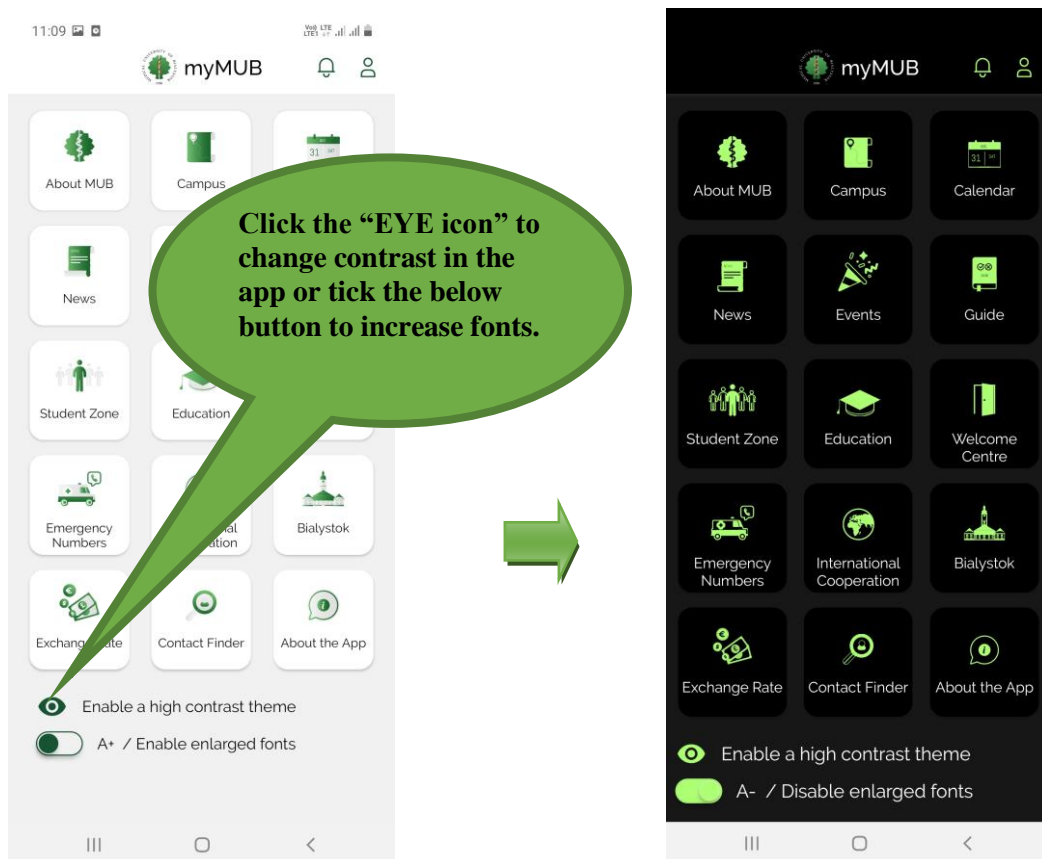 11:09
LTE
myMUB
About MUB
Campus
31
News
Student Zone
Education
Emergency
Numbers
Bialystok
Contact Finder
About the App
Enable a high contrast theme
A+ / Enable enlarged fonts
Click the “EYE icon” to
change contrast in the
app or tick the below
button to increase fonts.
myMUB
About MUB
Campus
31
Calendar
News
Events
Guide
Student Zone
Education
Welcome
Centre
Emergency
Numbers
International
Cooperation
Bialystok
Exchange Rate
Contact Finder
About the App
Enable a high contrast theme
A- / Disable enlarged fonts